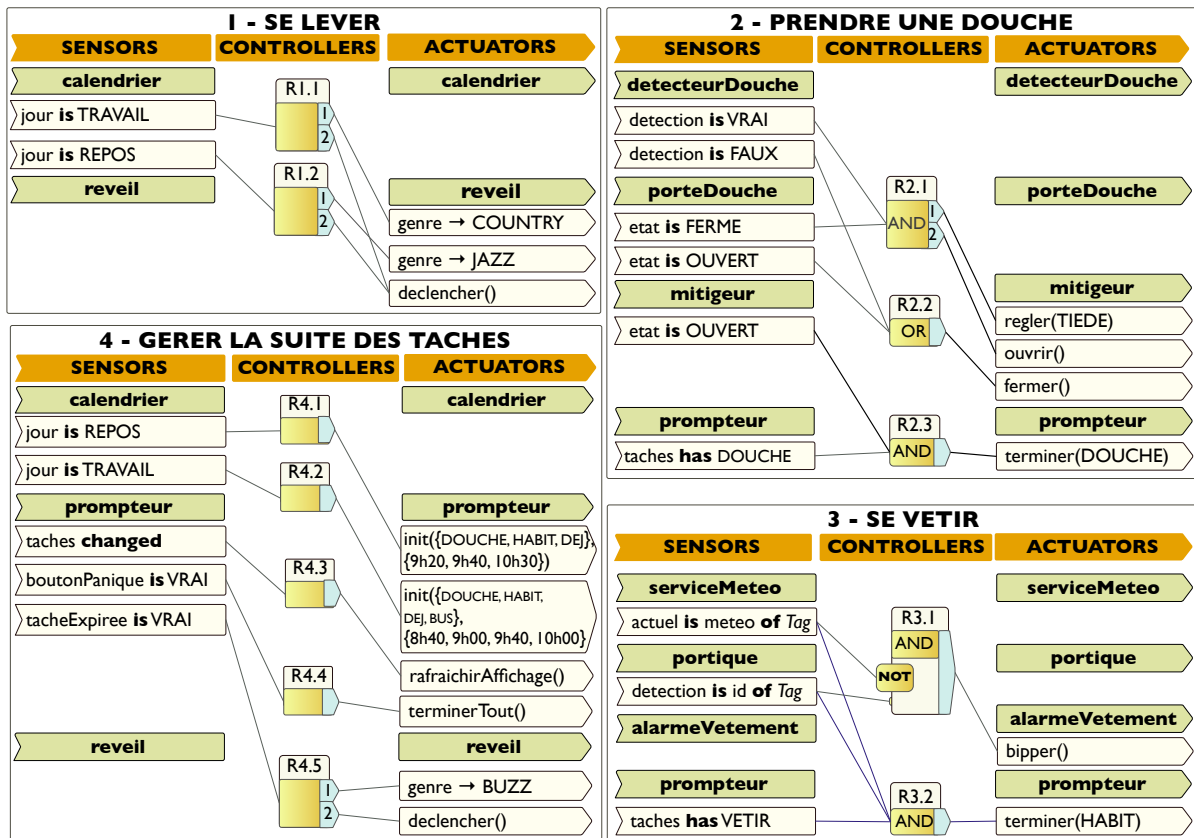 1 - SE LEVER
SENSORS CONTROLLERS ACTUATORS
calendrier calendrier
R1.1
jour is TRAVAIL
1
2
jour is REPOS
R1.2
reveil reveil
1
2
genre → COUNTRY
genre → JAZZ
declencher()
2 - PRENDRE UNE DOUCHE
SENSORS CONTROLLERS ACTUATORS
detecteurDouche detecteurDouche
detection is VRAI
detection is FAUX
porteDouche R2.1 porteDouche
etat is FERME AND 1
2
etat is OUVERT
mitigeur mitigeur
R2.2
etat is OUVERT OR regler(TIEDE)
ouvrir()
fermer()
prompteur R2.3 prompteur
taches has DOUCHE AND terminer(DOUCHE)
4 - GERER LA SUITE DES TACHES
SENSORS CONTROLLERS ACTUATORS
calendrier R4.1 calendrier
jour is REPOS
jour is TRAVAIL R4.2
prompteur prompteur
taches changed init({DOUCHE, HABIT, DEJ},
{9h20, 9h40, 10h30})
R4.3
boutonPanique is VRAI init({DOUCHE, HABIT,
DEJ, BUS},
tacheExpiree is VRAI {8h40, 9h00, 9h40, 10h00}
R4.4 rafraichirAffichage()
terminerTout()
reveil reveil
R4.5
1 genre → BUZZ
2 declencher()
3 - SE VETIR
SENSORS CONTROLLERS ACTUATORS
serviceMeteo serviceMeteo
actuel is meteo of Tag R3.1
AND
portique portique
NOT
detection is id of Tag
alarmeVetement alarmeVetement
bipper()
prompteur R3.2 prompteur
taches has VETIR AND terminer(HABIT)